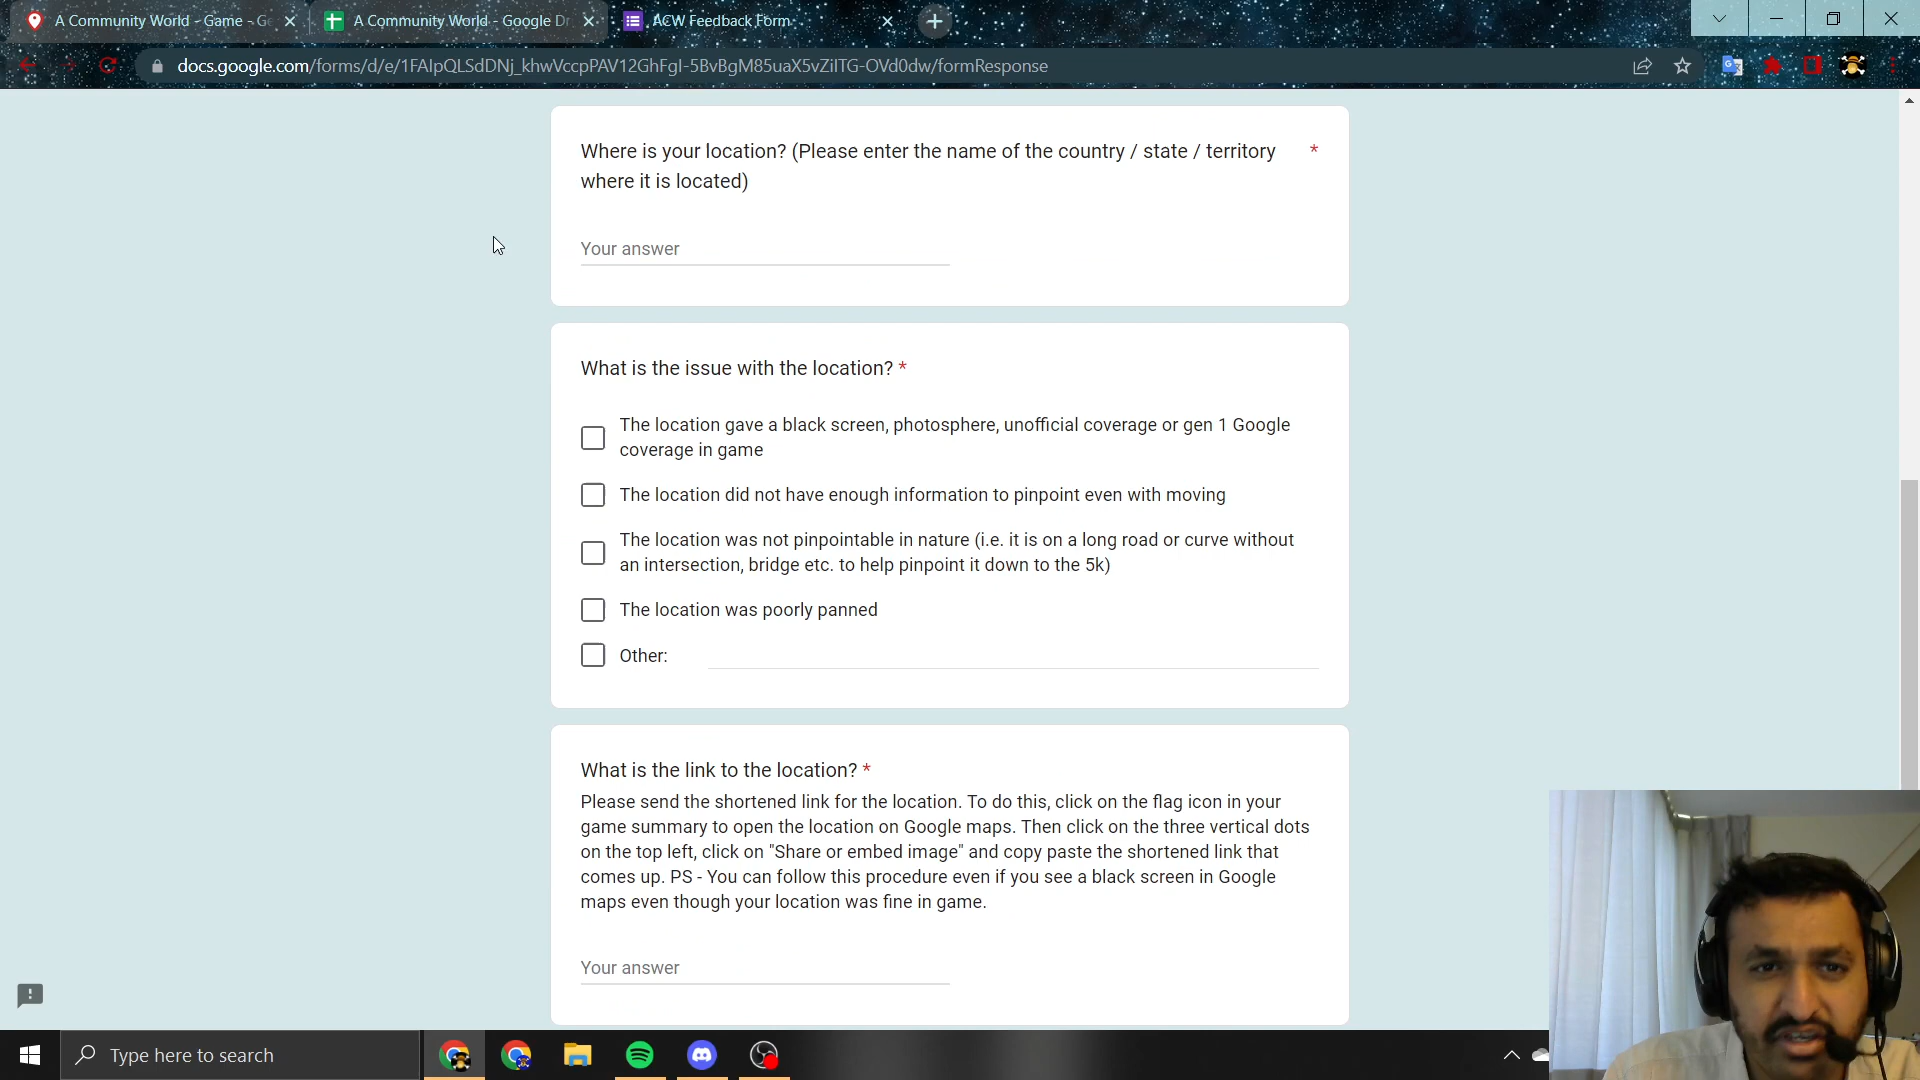 A Community World - Game - Ge
A Community World - Google Dr
ACW Feedback Form
docs.google.com/forms/d/e/1FAIpQLSdDNj_khwVccpPAV12GhFgI-5BvBgM85uaX5vZiITG-OVd0dw/formResponse
Where is your location? (Please enter the name of the country / state / territory *
where it is located)
Your answer
What is the issue with the location? *
The location gave a black screen, photosphere, unofficial coverage or gen 1 Google
coverage in game
The location did not have enough information to pinpoint even with moving
The location was not pinpointable in nature (i.e. it is on a long road or curve without
an intersection, bridge etc. to help pinpoint it down to the 5k)
The location was poorly panned
Other:
What is the link to the location? *
Please send the shortened link for the location. To do this, click on the flag icon in your
game summary to open the location on Google maps. Then click on the three vertical dots
on the top left, click on "Share or embed image" and copy paste the shortened link that
comes up. PS - You can follow this procedure even if you see a black screen in Google
maps even though your location was fine in game.
Your answer
Type here to search